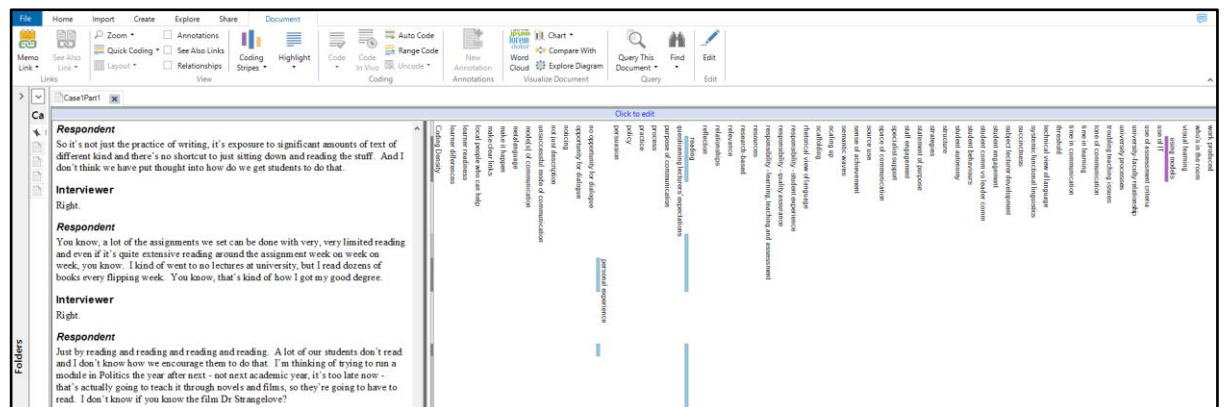 File Home Import Create Explore Share Document
Memo Link
See Also Link
Links
Zoom
Quick Coding
Layout
Annotations
See Also Links
Relationships
View
Coding Stripes
Highlight
Code
Code In Vivo
Auto Code
Range Code
Uncode
Coding
New Annotation
Annotations
Word Cloud
Chart
Compare With
Explore Diagram
Visualize Document
Query This Document
Find
Query
Edit
Edit
Case1Part1
Ca
Folders
Click to edit
Respondent
So it's not just the practice of writing, it's exposure to significant amounts of text of
different kind and there's no shortcut to just sitting down and reading the stuff. And I
don't think we have put thought into how do we get students to do that.
Interviewer
Right.
Respondent
You know, a lot of the assignments we set can be done with very, very limited reading
and even if it's quite extensive reading around the assignment week on week on
week, you know. I kind of went to no lectures at university, but I read dozens of
books every flipping week. You know, that's kind of how I got my good degree.
Interviewer
Right.
Respondent
Just by reading and reading and reading and reading. A lot of our students don't read
and I don't know how we encourage them to do that. I'm thinking of trying to run a
module in Politics the year after next - not next academic year, it's too late now -
that's actually going to teach it through novels and films, so they're going to have to
read. I don't know if you know the film Dr Strangelove?
Coding Density
learner differences
learner readiness
local people who can help
make clear links
make it happen
metalanguage
mode(s) of communication
unsuccessful mode of communication
not just description
noticing
opportunity for dialogue
no opportunity for dialogue
personal experience
persuasion
policy
practice
process
purpose of communication
questioning lecturers' expectations
reading
reflection
relationships
relevance
research-based
resources
responsibility - learning, teaching and assessment
responsibility - quality assurance
responsibility - student experience
rhetorical view of language
scaffolding
scaling up
semantic waves
sense of achievement
source use
space of communication
specialist support
staff engagement
statement of purpose
strategies
structure
student autonomy
student behaviours
student comm vs leader comm
student engagement
subject lecturer development
succinctness
systemic functional linguistics
technical view of language
threshold
time in communication
time in learning
tone of communication
troubling teaching issues
university processes
university-faculty relationship
use of assessment criteria
use of IT
using models
visual learning
who's in the room
work produced